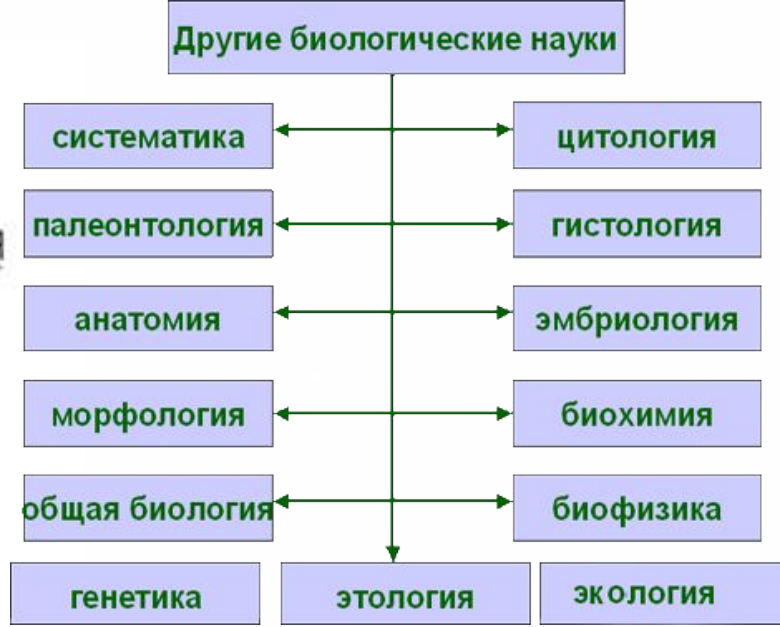 Другие биологические науки
систематика
цитология
палеонтология
гистология
анатомия
эмбриология
морфология
биохимия
общая биология
биофизика
генетика
этология
экология